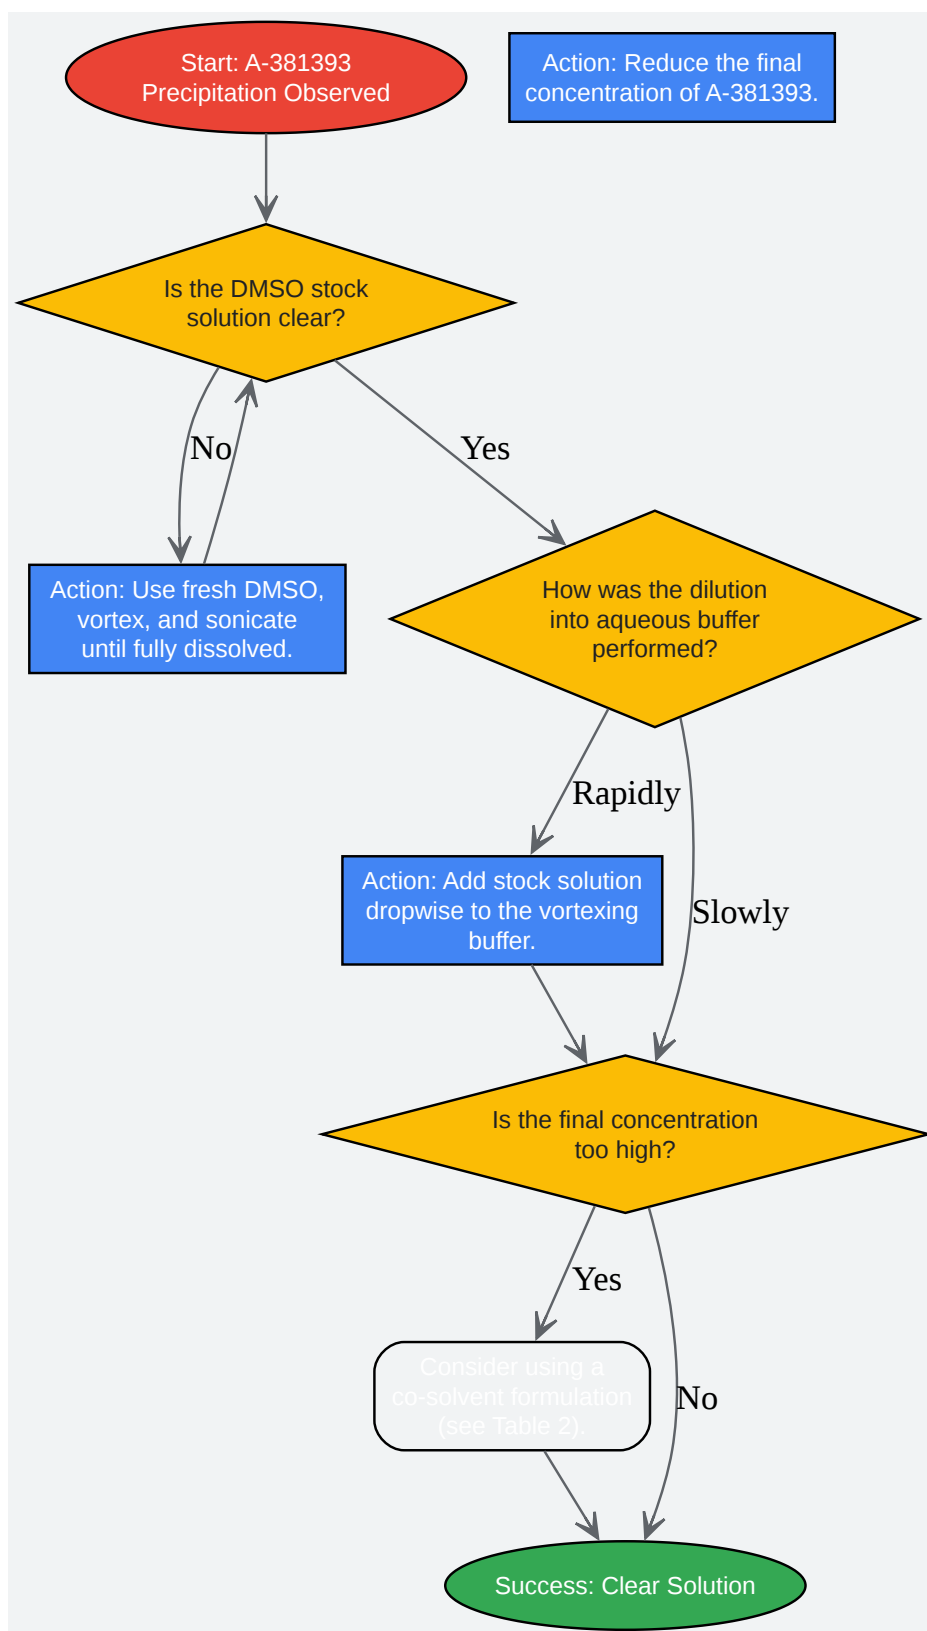 Start: A-381393
Precipitation Observed
Action: Reduce the final
concentration of A-381393.
Is the DMSO stock
solution clear?
No
Yes
Action: Use fresh DMSO,
vortex, and sonicate
until fully dissolved.
How was the dilution
into aqueous buffer
performed?
Rapidly
Action: Add stock solution
dropwise to the vortexing
buffer.
Slowly
Is the final concentration
too high?
Yes
Consider using a
co-solvent formulation
(see Table 2).
No
Success: Clear Solution